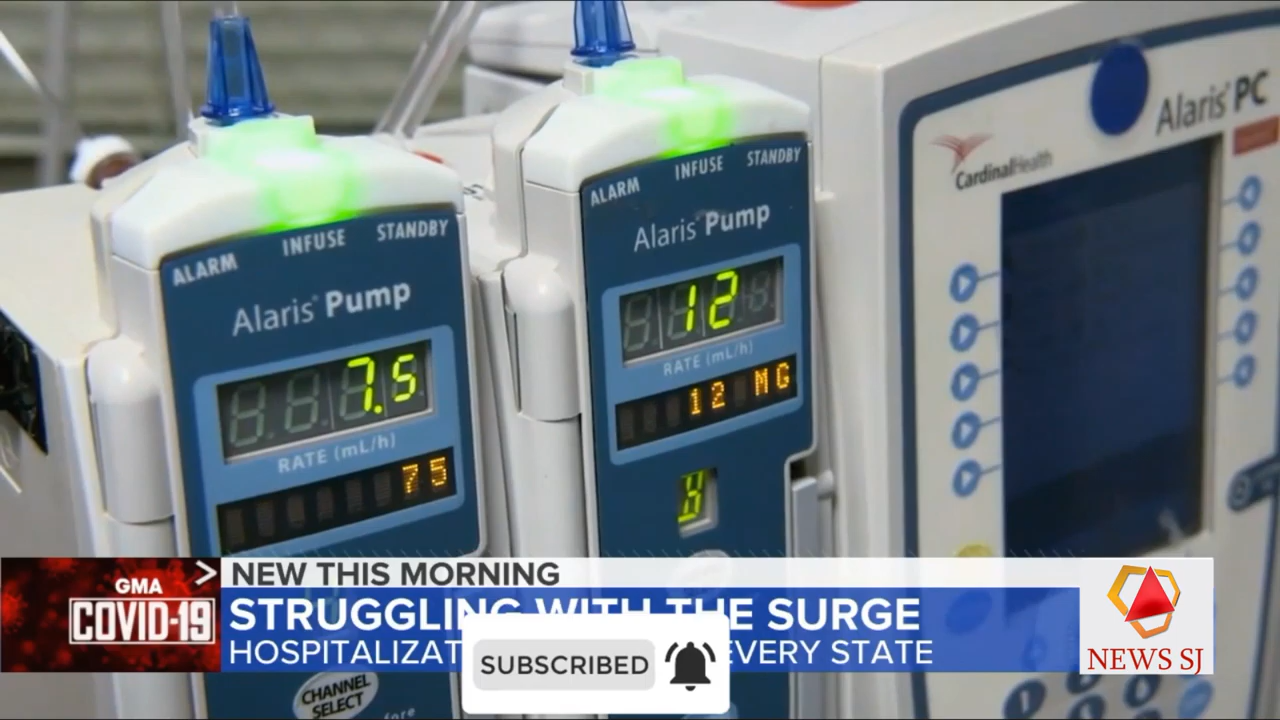 ALARM INFUSE STANDBY
Alaris® Pump
7.5
RATE (mL/h)
75
ALARM INFUSE STANDBY
Alaris® Pump
12
RATE (mL/h)
12 MG
B
CardinalHealth
Alaris® PC
CHANNEL
SELECT
GMA
COVID-19
NEW THIS MORNING
STRUGGLING WITH THE SURGE
HOSPITALIZAT
EVERY STATE
SUBSCRIBED
NEWS SJ